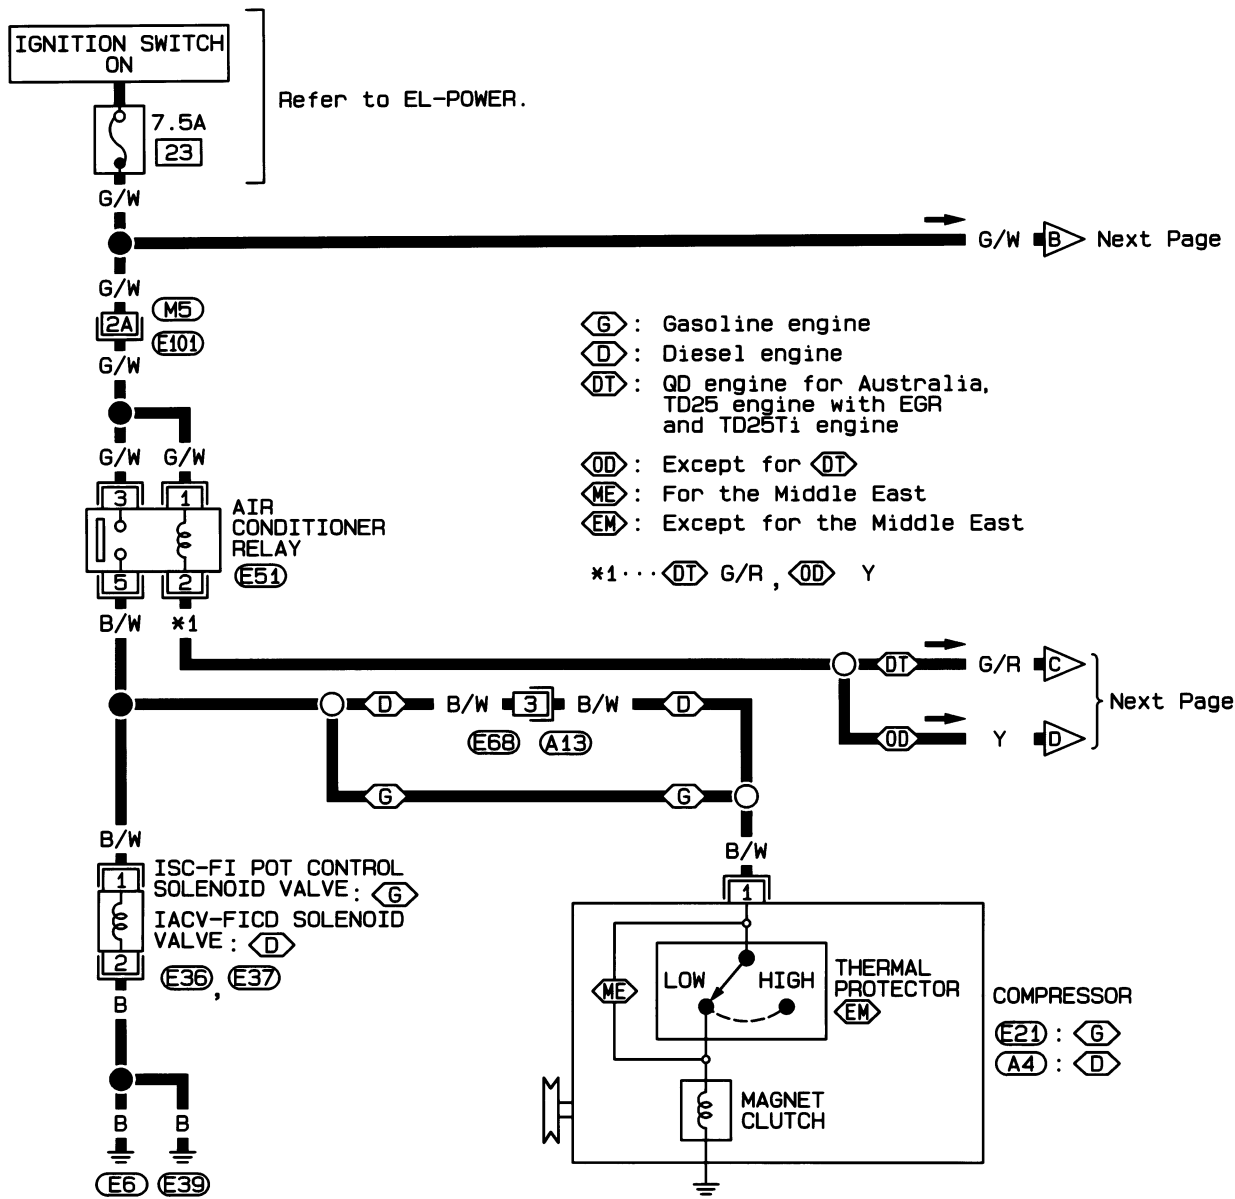 IGNITION SWITCH
ON
Refer to EL-POWER.
7.5A
23
G/W
G/W B Next Page
G/W
2A
M5
E101
G/W
G : Gasoline engine
D : Diesel engine
DT : QD engine for Australia,
TD25 engine with EGR
and TD25Ti engine
OD : Except for DT
ME : For the Middle East
EM : Except for the Middle East
*1··· DT G/R , OD Y
G/W G/W
3 1
AIR
CONDITIONER
RELAY
E51
5 2
B/W *1
DT G/R C
Next Page
OD Y D
D B/W 3 B/W D
E68 A13
G G
B/W
B/W
1
1
ISC-FI POT CONTROL
SOLENOID VALVE: G
IACV-FICD SOLENOID
VALVE: D
2
E36 , E37
B
B B
E6 E39
ME
LOW HIGH
THERMAL
PROTECTOR
EM
COMPRESSOR
E21 : G
A4 : D
MAGNET
CLUTCH